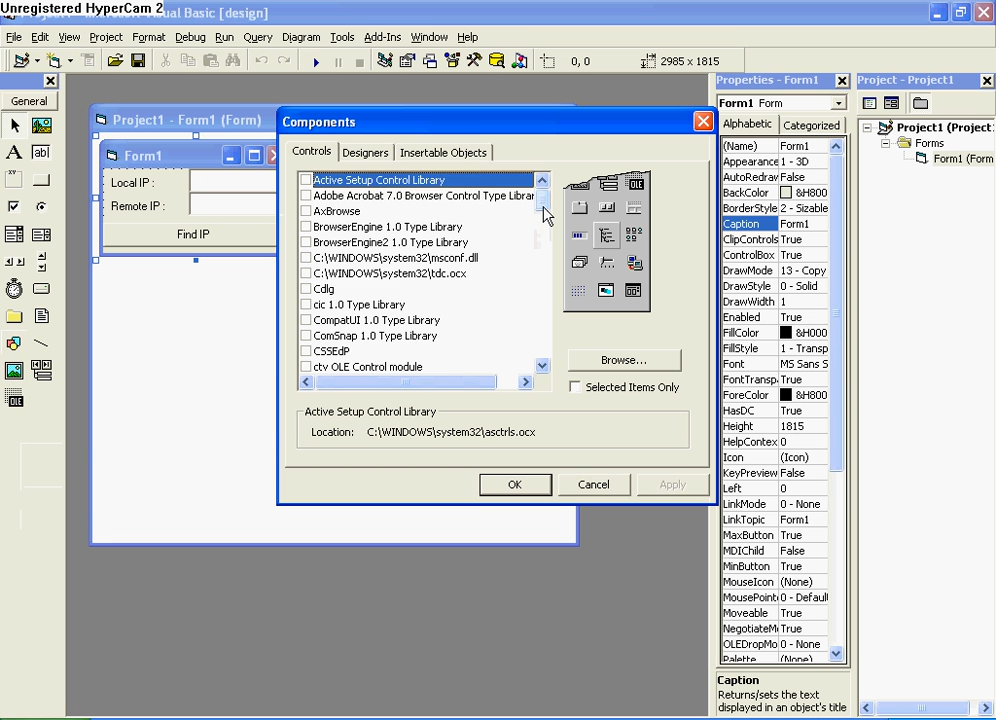 Unregistered HyperCam 2
Visual Basic [design]
File Edit View Project Format Debug Run Query Diagram Tools Add-Ins Window Help
0, 0
2985 x 1815
General
Project1 - Form1 (Form)
Form1
Local IP :
Remote IP :
Find IP
Components
Controls
Designers
Insertable Objects
Active Setup Control Library
Adobe Acrobat 7.0 Browser Control Type Librar
AxBrowse
BrowserEngine 1.0 Type Library
BrowserEngine2 1.0 Type Library
C:\WINDOWS\system32\msconf.dll
C:\WINDOWS\system32\tdc.ocx
Cdlg
cic 1.0 Type Library
CompatUI 1.0 Type Library
ComSnap 1.0 Type Library
CSSEdP
ctv OLE Control module
Browse...
Selected Items Only
Active Setup Control Library
Location: C:\WINDOWS\system32\asctrls.ocx
OK
Cancel
Apply
Properties - Form1
Form1 Form
Alphabetic
Categorized
(Name) Form1
Appearance 1 - 3D
AutoRedraw False
BackColor &H800
BorderStyle 2 - Sizable
Caption Form1
ClipControls True
ControlBox True
DrawMode 13 - Copy
DrawStyle 0 - Solid
DrawWidth 1
Enabled True
FillColor &H000
FillStyle 1 - Transp
Font MS Sans S
FontTransp True
ForeColor &H800
HasDC True
Height 1815
HelpContex 0
Icon (Icon)
KeyPreview False
Left 0
LinkMode 0 - None
LinkTopic Form1
MaxButton True
MDIChild False
MinButton True
MouseIcon (None)
MousePoint 0 - Defaul
Moveable True
NegotiateM True
OLEDropMo 0 - None
Palette (None)
Caption
Returns/sets the text
displayed in an object's title
Project - Project1
Project1 (Project:
Forms
Form1 (Form